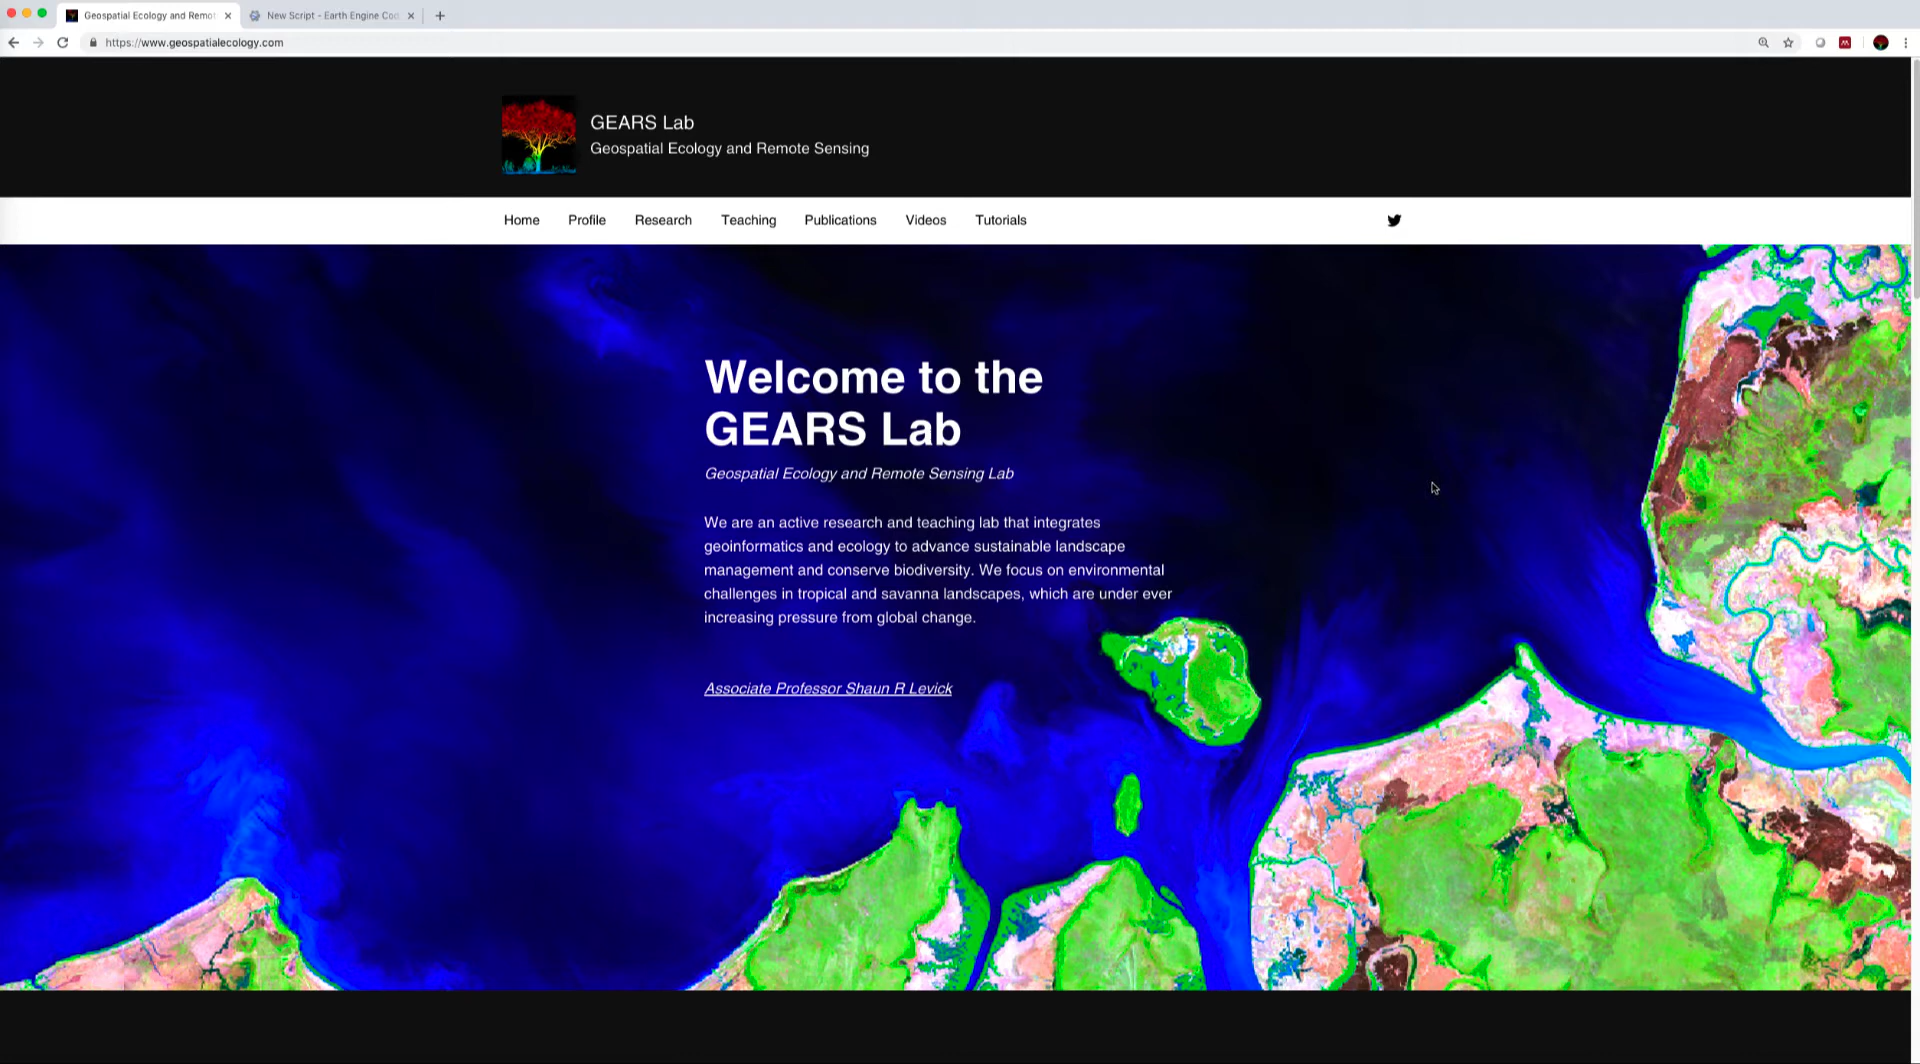 Geospatial Ecology and Remot
New Script - Earth Engine Cod
https://www.geospatialecology.com
GEARS Lab
Geospatial Ecology and Remote Sensing
Home Profile Research Teaching Publications Videos Tutorials
Welcome to the
GEARS Lab
Geospatial Ecology and Remote Sensing Lab
We are an active research and teaching lab that integrates
geoinformatics and ecology to advance sustainable landscape
management and conserve biodiversity. We focus on environmental
challenges in tropical and savanna landscapes, which are under ever
increasing pressure from global change.
Associate Professor Shaun R Levick